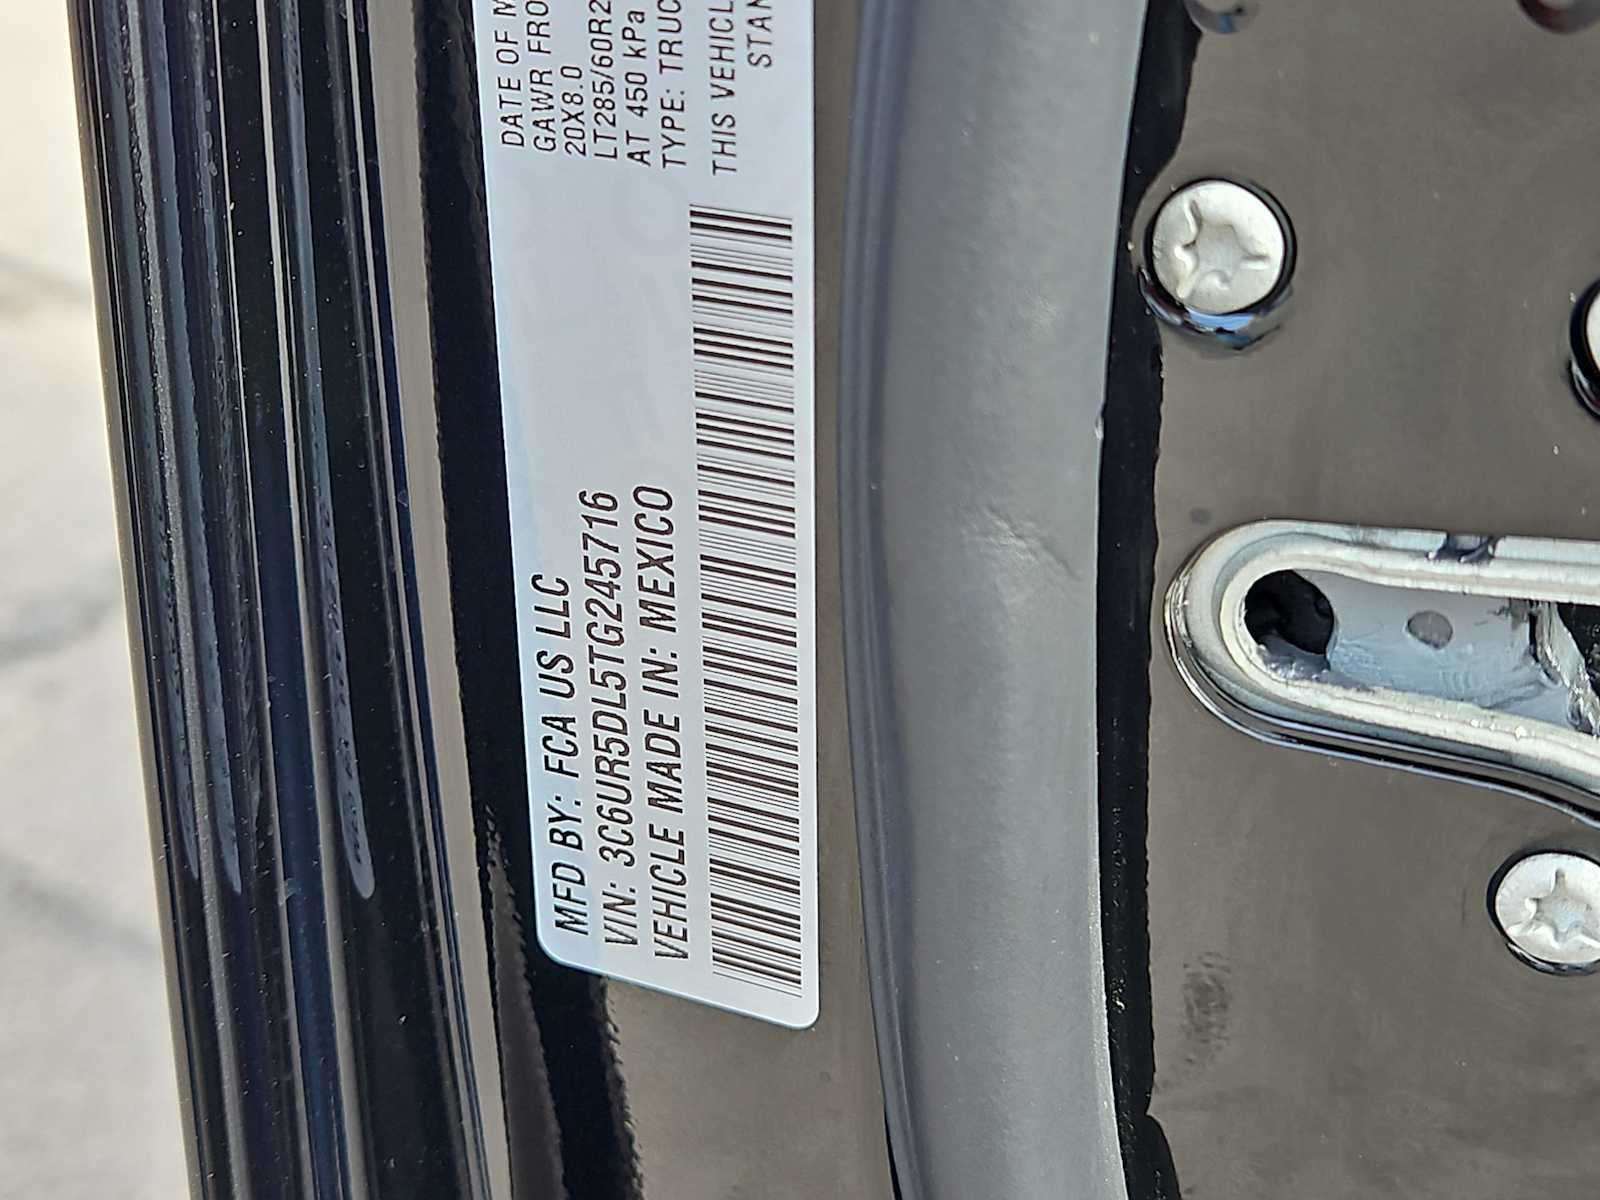 MFD BY: FCA US LLC
VIN: 3C6UR5DL5TG245716
VEHICLE MADE IN: MEXICO
DATE OF M
GAWR FRO
20X8.0
LT285/60R2
AT 450 kPa
TYPE: TRUC
THIS VEHICL
STAN